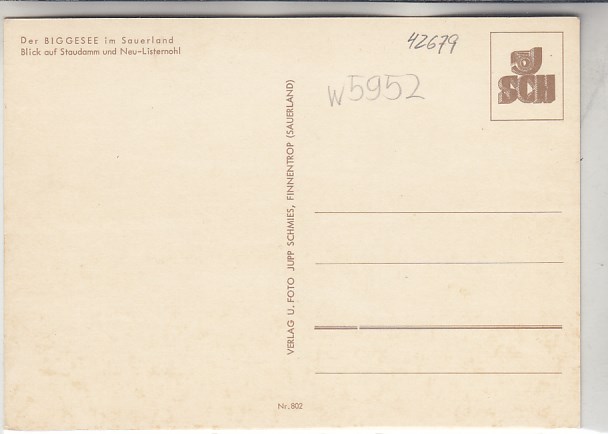 Der BIGGESEE im Sauerland
Blick auf Staudamm und Neu-Listernohl
42679
W5952
J
SCH
VERLAG U. FOTO JUPP SCHMIES, FINNENTROP (SAUERLAND)
Nr. 802